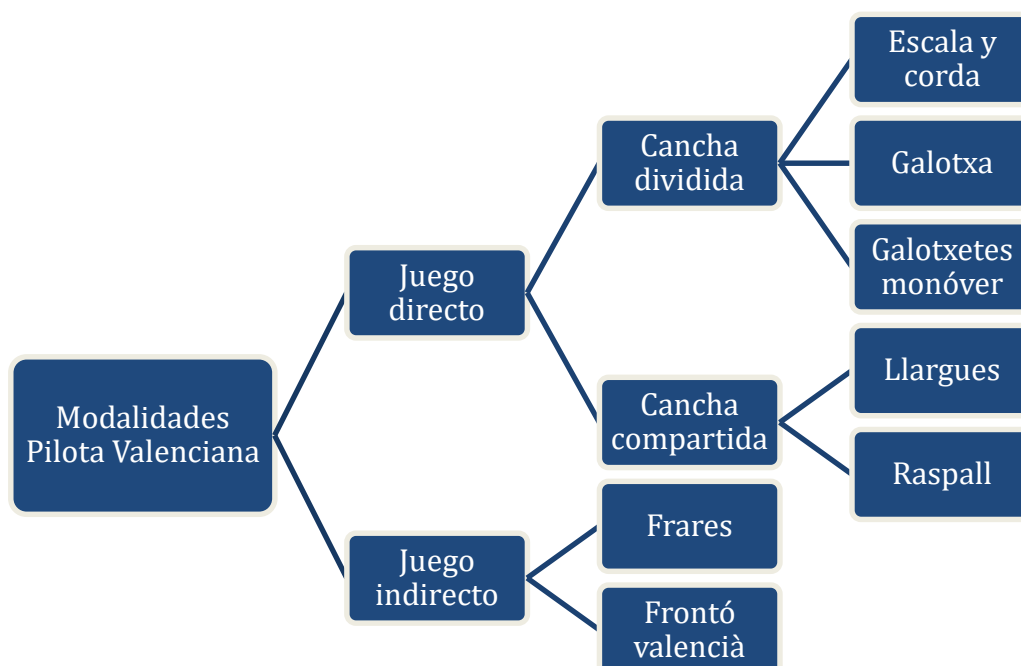 Modalidades
Pilota Valenciana
Juego
directo
Cancha
dividida
Escala y
corda
Galotxa
Galotxetes
monóver
Cancha
compartida
Llargues
Raspall
Juego
indirecto
Frares
Frontó
valencià